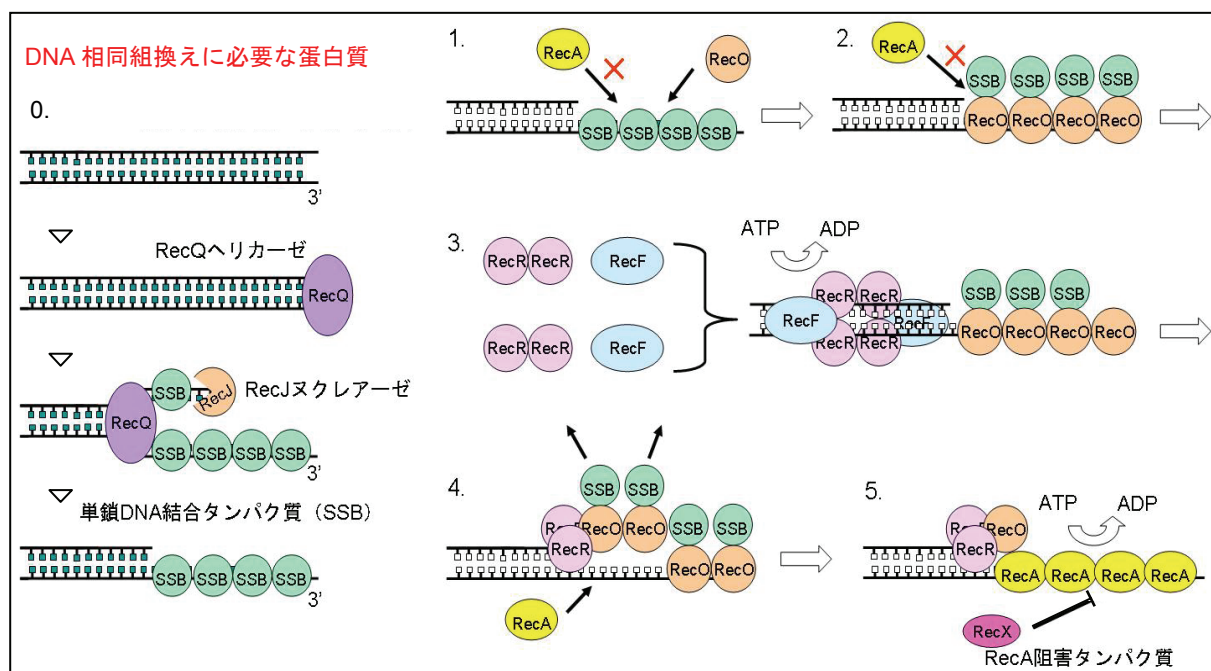 DNA 相同組換えに必要な蛋白質
0.
3'
RecQヘリカーゼ
RecQ
SSB
RecJ
RecJヌクレアーゼ
RecQ
SSB SSB SSB SSB
3'
単鎖DNA結合タンパク質（SSB）
SSB SSB SSB SSB
3'
1.
RecA
RecO
SSB SSB SSB SSB
2.
RecA
SSB SSB SSB SSB
RecO RecO RecO RecO
3.
RecR RecR RecF
RecR RecR RecF
ATP ADP
RecR RecR
RecF RecF
RecR RecR
SSB SSB SSB
RecO RecO RecO RecO
4.
SSB SSB
RecO RecO
RecR
SSB SSB
RecO RecO
RecA
5.
ATP ADP
RecO
RecR
RecA RecA RecA RecA
RecX
RecA阻害タンパク質